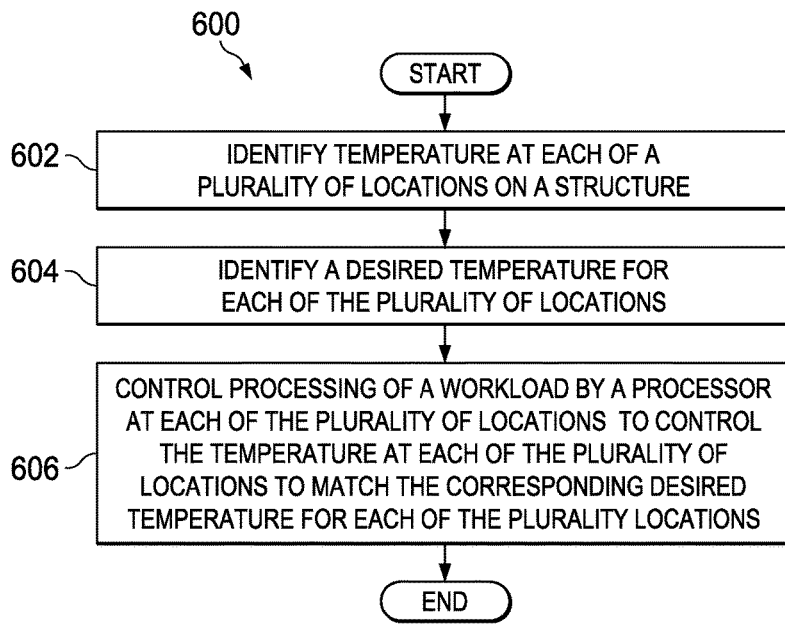 600
START
602
IDENTIFY TEMPERATURE AT EACH OF A
PLURALITY OF LOCATIONS ON A STRUCTURE
604
IDENTIFY A DESIRED TEMPERATURE FOR
EACH OF THE PLURALITY OF LOCATIONS
606
CONTROL PROCESSING OF A WORKLOAD BY A PROCESSOR
AT EACH OF THE PLURALITY OF LOCATIONS TO CONTROL
THE TEMPERATURE AT EACH OF THE PLURALITY OF
LOCATIONS TO MATCH THE CORRESPONDING DESIRED
TEMPERATURE FOR EACH OF THE PLURALITY LOCATIONS
END